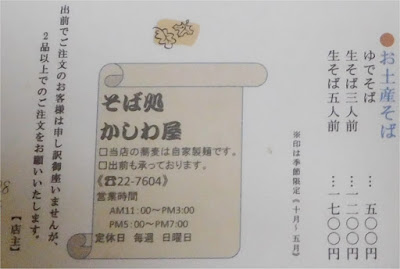 ●お土産そば
ゆでそば … 五〇〇円
生そば三人前 … 一二〇〇円
生そば五人前 … 一七〇〇円
※印は季節限定《十月〜五月》
そば処
かしわ屋
□当店の蕎麦は自家製麺です。
□出前も承っております。
《☎22-7604》
営業時間
AM11:00〜PM3:00
PM5:00〜PM7:00
定休日 毎週 日曜日
出前でご注文のお客様は申し訳御座いませんが、
2品以上でのご注文をお願いいたします。
【店主】